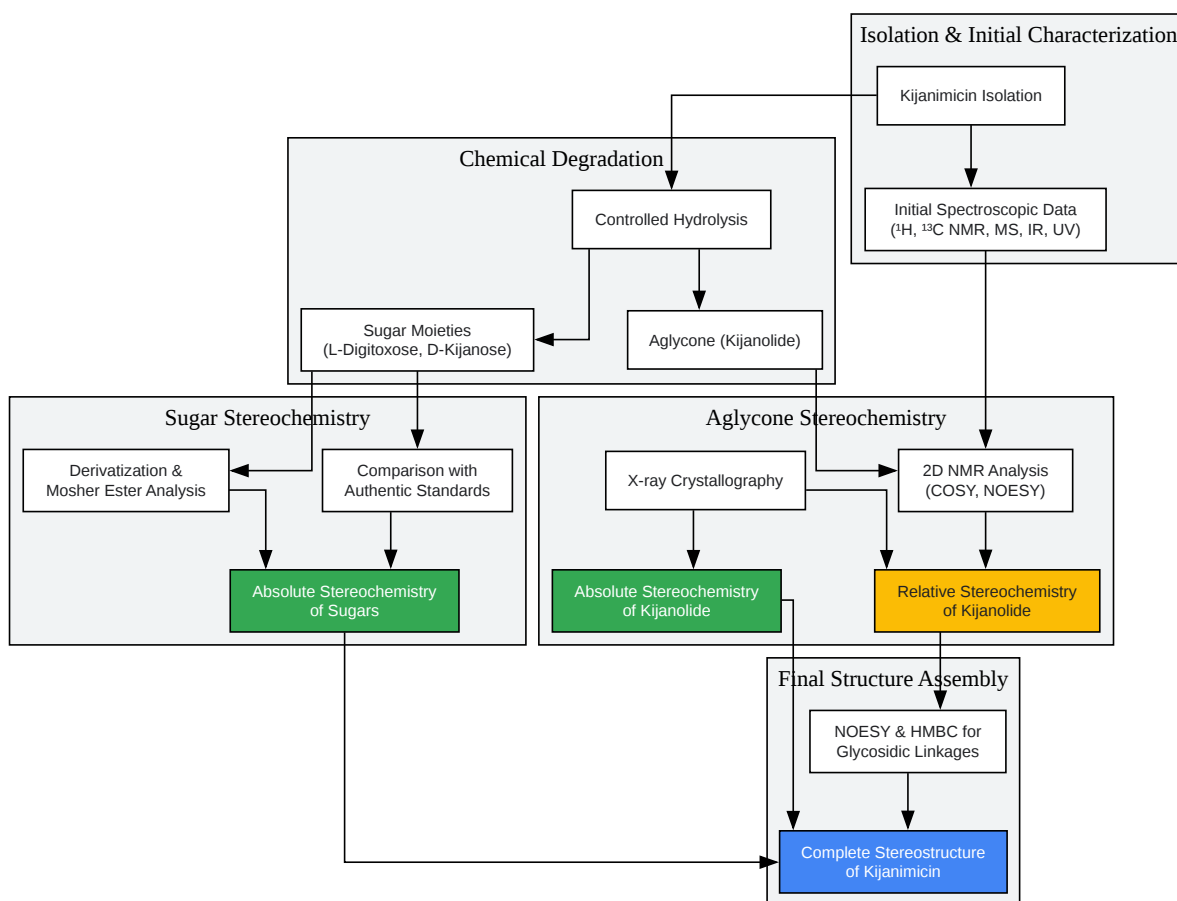 Isolation & Initial Characterization
Kijanimicin Isolation
Initial Spectroscopic Data
(¹H, ¹³C NMR, MS, IR, UV)
Chemical Degradation
Controlled Hydrolysis
Sugar Moieties
(L-Digitoxose, D-Kijanose)
Aglycone (Kijanolide)
Sugar Stereochemistry
Derivatization &
Mosher Ester Analysis
Comparison with
Authentic Standards
Absolute Stereochemistry
of Sugars
Aglycone Stereochemistry
X-ray Crystallography
2D NMR Analysis
(COSY, NOESY)
Absolute Stereochemistry
of Kijanolide
Relative Stereochemistry
of Kijanolide
Final Structure Assembly
NOESY & HMBC for
Glycosidic Linkages
Complete Stereostructure
of Kijanimicin